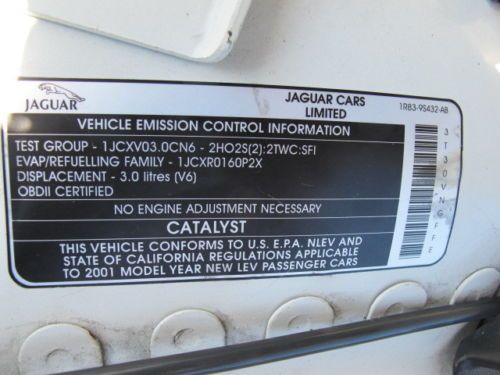 JAGUAR
JAGUAR CARS
LIMITED
1R83-9S432-AB
VEHICLE EMISSION CONTROL INFORMATION
TEST GROUP - 1JCXV03.0CN6 - 2HO2S(2):2TWC:SFI
EVAP/REFUELLING FAMILY - 1JCXR0160P2X
DISPLACEMENT - 3.0 litres (V6)
OBDII CERTIFIED
NO ENGINE ADJUSTMENT NECESSARY
CATALYST
THIS VEHICLE CONFORMS TO U.S. E.P.A. NLEV AND
STATE OF CALIFORNIA REGULATIONS APPLICABLE
TO 2001 MODEL YEAR NEW LEV PASSENGER CARS
3T30VNGFFF